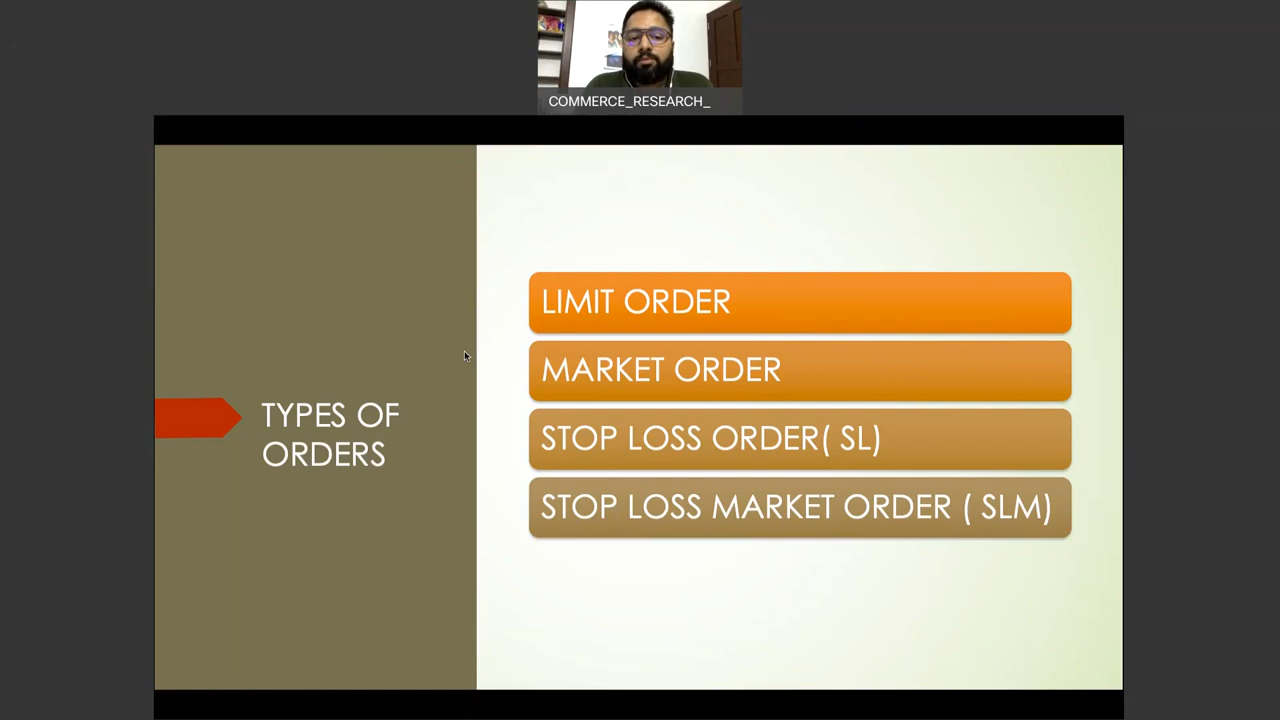 COMMERCE_RESEARCH_
TYPES OF
ORDERS
LIMIT ORDER
MARKET ORDER
STOP LOSS ORDER( SL)
STOP LOSS MARKET ORDER ( SLM)